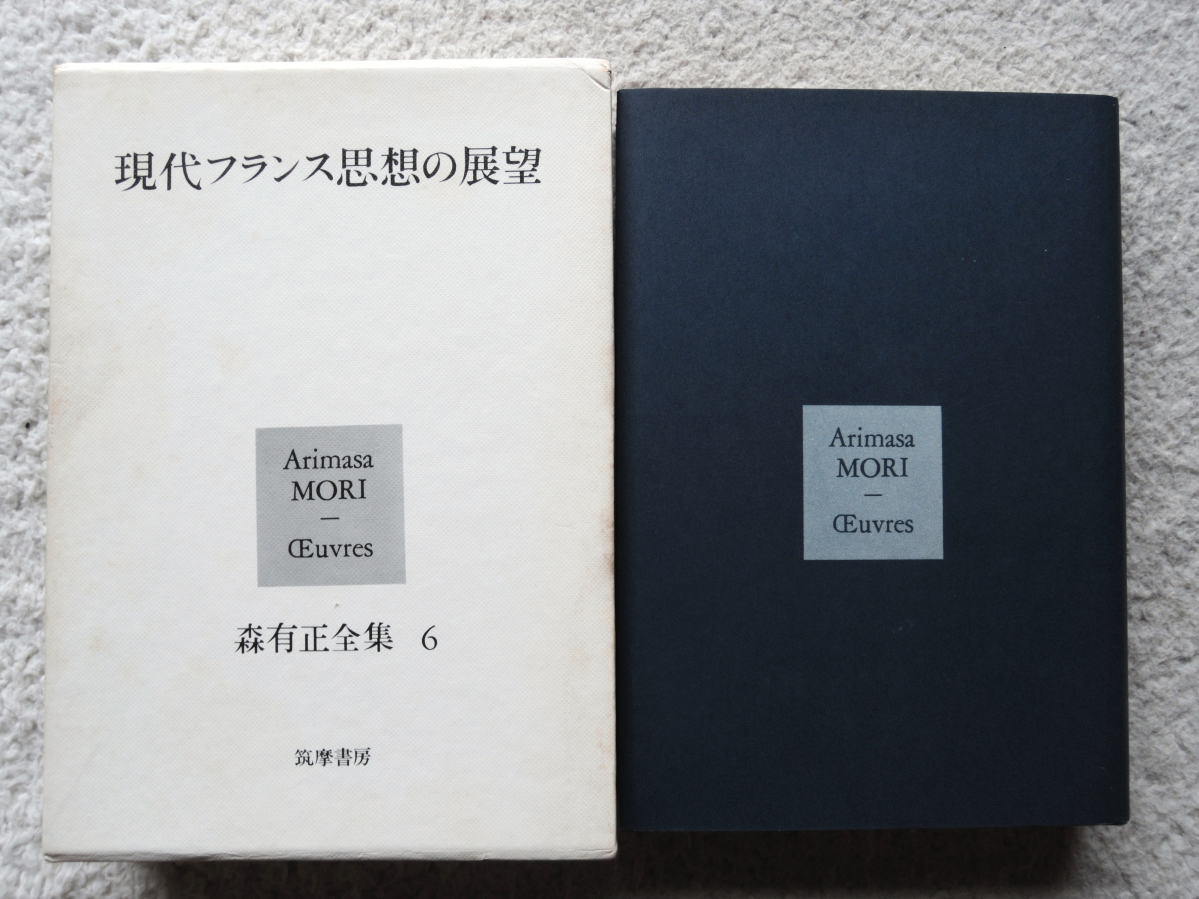 現代フランス思想の展望
Arimasa
MORI
—
Œuvres
森有正全集 6
筑摩書房
Arimasa
MORI
—
Œuvres